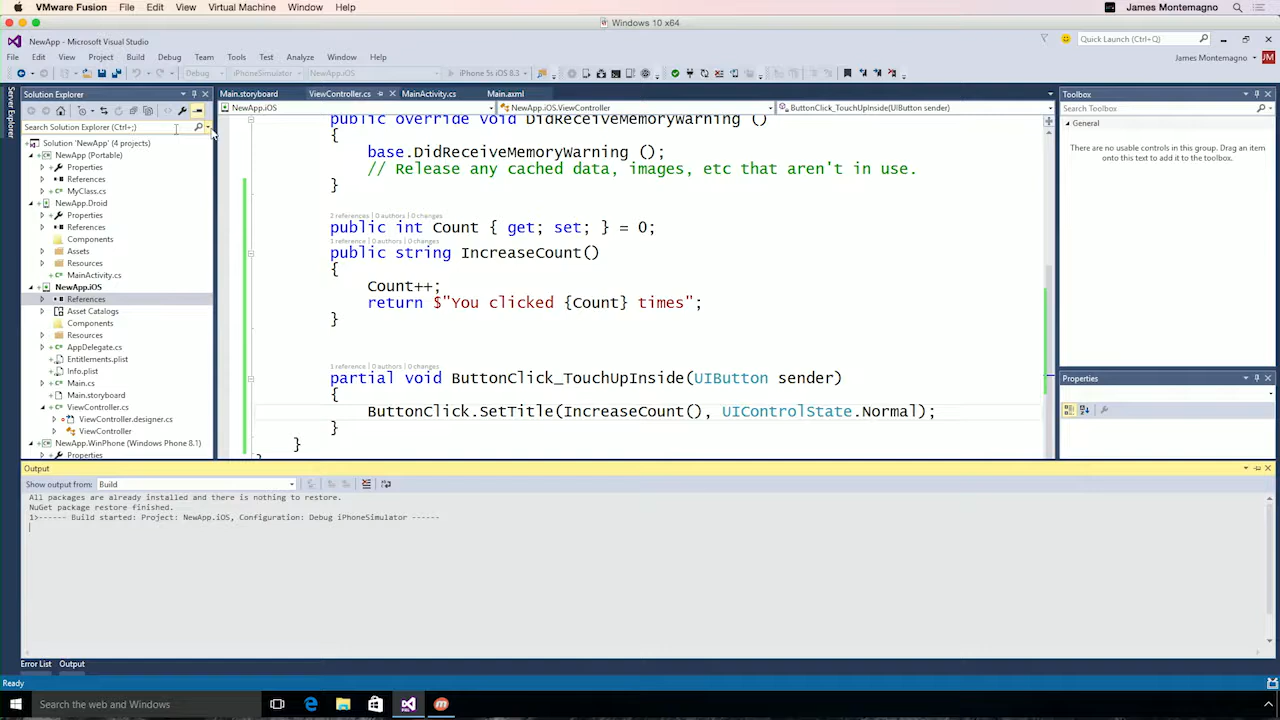 VMware Fusion File Edit View Virtual Machine Window Help James Montemagno
Windows 10 x64
NewApp - Microsoft Visual Studio Quick Launch (Ctrl+Q)
File Edit View Project Build Debug Team Tools Test Analyze Window Help James Montemagno JM
Debug iPhoneSimulator NewApp.iOS iPhone 5s iOS 8.3
Server Explorer
Solution Explorer
Search Solution Explorer (Ctrl+;)
Solution 'NewApp' (4 projects)
NewApp (Portable)
Properties
References
MyClass.cs
NewApp.Droid
Properties
References
Components
Assets
Resources
MainActivity.cs
NewApp.iOS
References
Asset Catalogs
Components
Resources
AppDelegate.cs
Entitlements.plist
Info.plist
Main.cs
Main.storyboard
ViewController.cs
ViewController.designer.cs
ViewController
NewApp.WinPhone (Windows Phone 8.1)
Properties
Main.storyboard ViewController.cs MainActivity.cs Main.axml
NewApp.iOS NewApp.iOS.ViewController ButtonClick_TouchUpInside(UIButton sender)
public override void DidReceiveMemoryWarning ()
{
base.DidReceiveMemoryWarning ();
// Release any cached data, images, etc that aren't in use.
}
2 references | 0 authors | 0 changes
public int Count { get; set; } = 0;
1 reference | 0 authors | 0 changes
public string IncreaseCount()
{
Count++;
return $"You clicked {Count} times";
}
1 reference | 0 authors | 0 changes
partial void ButtonClick_TouchUpInside(UIButton sender)
{
ButtonClick.SetTitle(IncreaseCount(), UIControlState.Normal);
}
}
Toolbox
Search Toolbox
General
There are no usable controls in this group. Drag an item
onto this text to add it to the toolbox.
Properties
Output
Show output from: Build
All packages are already installed and there is nothing to restore.
NuGet package restore finished.
1>------ Build started: Project: NewApp.iOS, Configuration: Debug iPhoneSimulator ------
Error List Output
Ready
Search the web and Windows